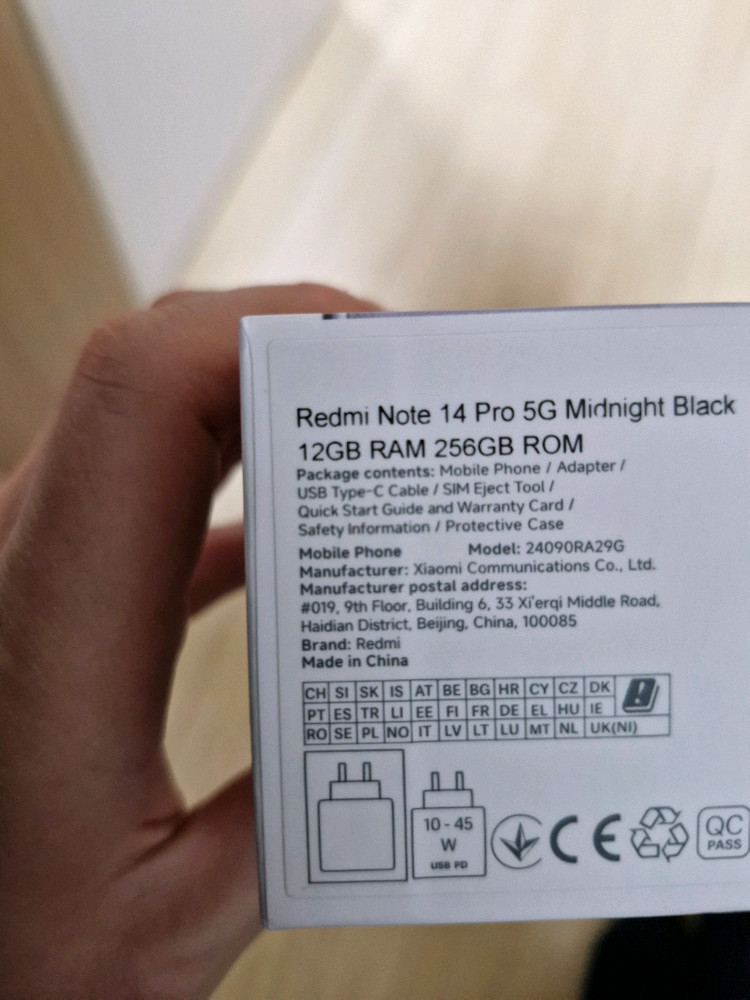 Redmi Note 14 Pro 5G Midnight Black
12GB RAM 256GB ROM
Package contents: Mobile Phone / Adapter /
USB Type-C Cable / SIM Eject Tool /
Quick Start Guide and Warranty Card /
Safety Information / Protective Case
Mobile Phone Model: 24090RA29G
Manufacturer: Xiaomi Communications Co., Ltd.
Manufacturer postal address:
#019, 9th Floor, Building 6, 33 Xi'erqi Middle Road,
Haidian District, Beijing, China, 100085
Brand: Redmi
Made in China
CH SI SK IS AT BE BG HR CY CZ DK
PT ES TR LI EE FI FR DE EL HU IE
RO SE PL NO IT LV LT LU MT NL UK(NI)
10 - 45
W
USB PD
CE
QC
PASS